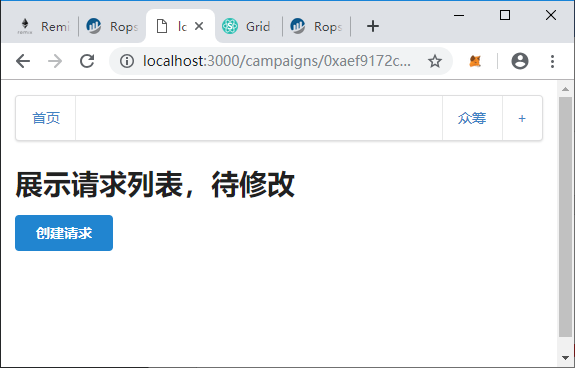 Remi
Rops
lc
Grid
Rops
localhost:3000/campaigns/0xaef9172c...
首页
众筹
+
展示请求列表，待修改
创建请求